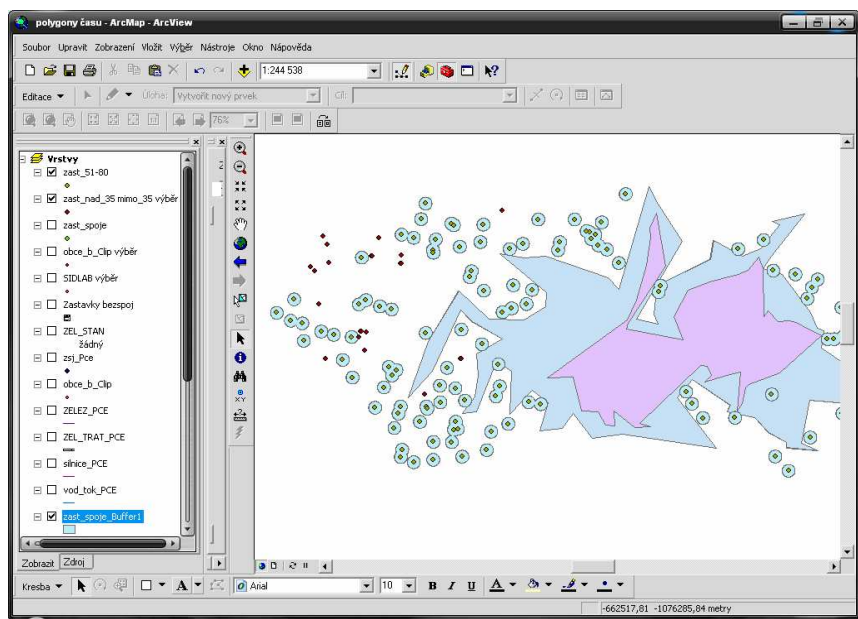 polygony času - ArcMap - ArcView
Soubor Upravit Zobrazení Vložit Výběr Nástroje Okno Nápověda
1:244 538
Editace Úloha: Vytvořit nový prvek Cíl:
76%
Vrstvy
zast_51-80
zast_nad_35 mimo_35 výběr
zast_spoje
obce_b_Clip výběr
SIDLAB výběr
Zastavky bezspoj
ZEL_STAN
žádný
zsj_Pce
obce_b_Clip
ZELEZ_PCE
ZEL_TRAT_PCE
silnice_PCE
vod_tok_PCE
zast_spoje_Buffer1
Zobrazit Zdroj
Kresba A Arial 10 B I U A
-662517,81 -1076285,84 metry